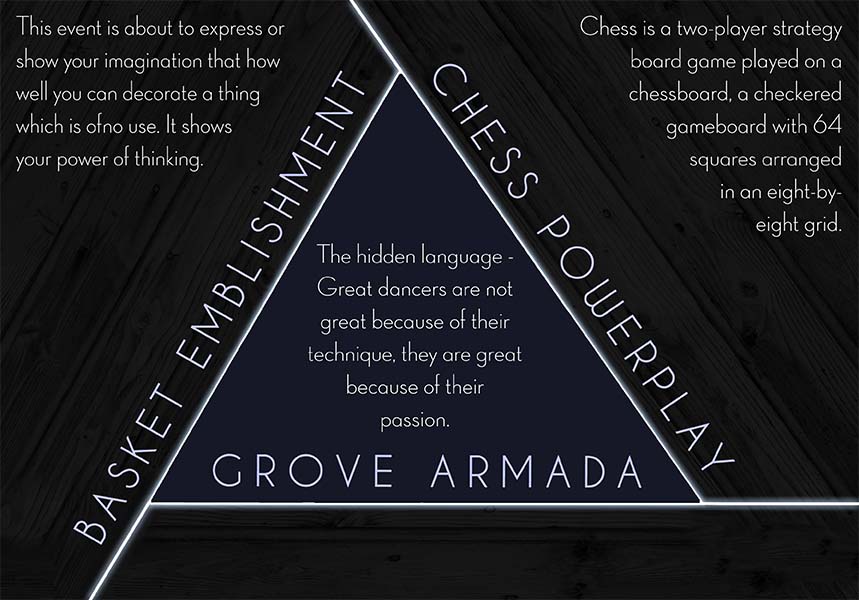 This event is about to express or
show your imagination that how
well you can decorate a thing
which is ofno use. It shows
your power of thinking.
BASKET EMBLISHMENT
Chess is a two-player strategy
board game played on a
chessboard, a checkered
gameboard with 64
squares arranged
in an eight-by-
eight grid.
CHESS POWERPLAY
The hidden language -
Great dancers are not
great because of their
technique, they are great
because of their
passion.
GROVE ARMADA